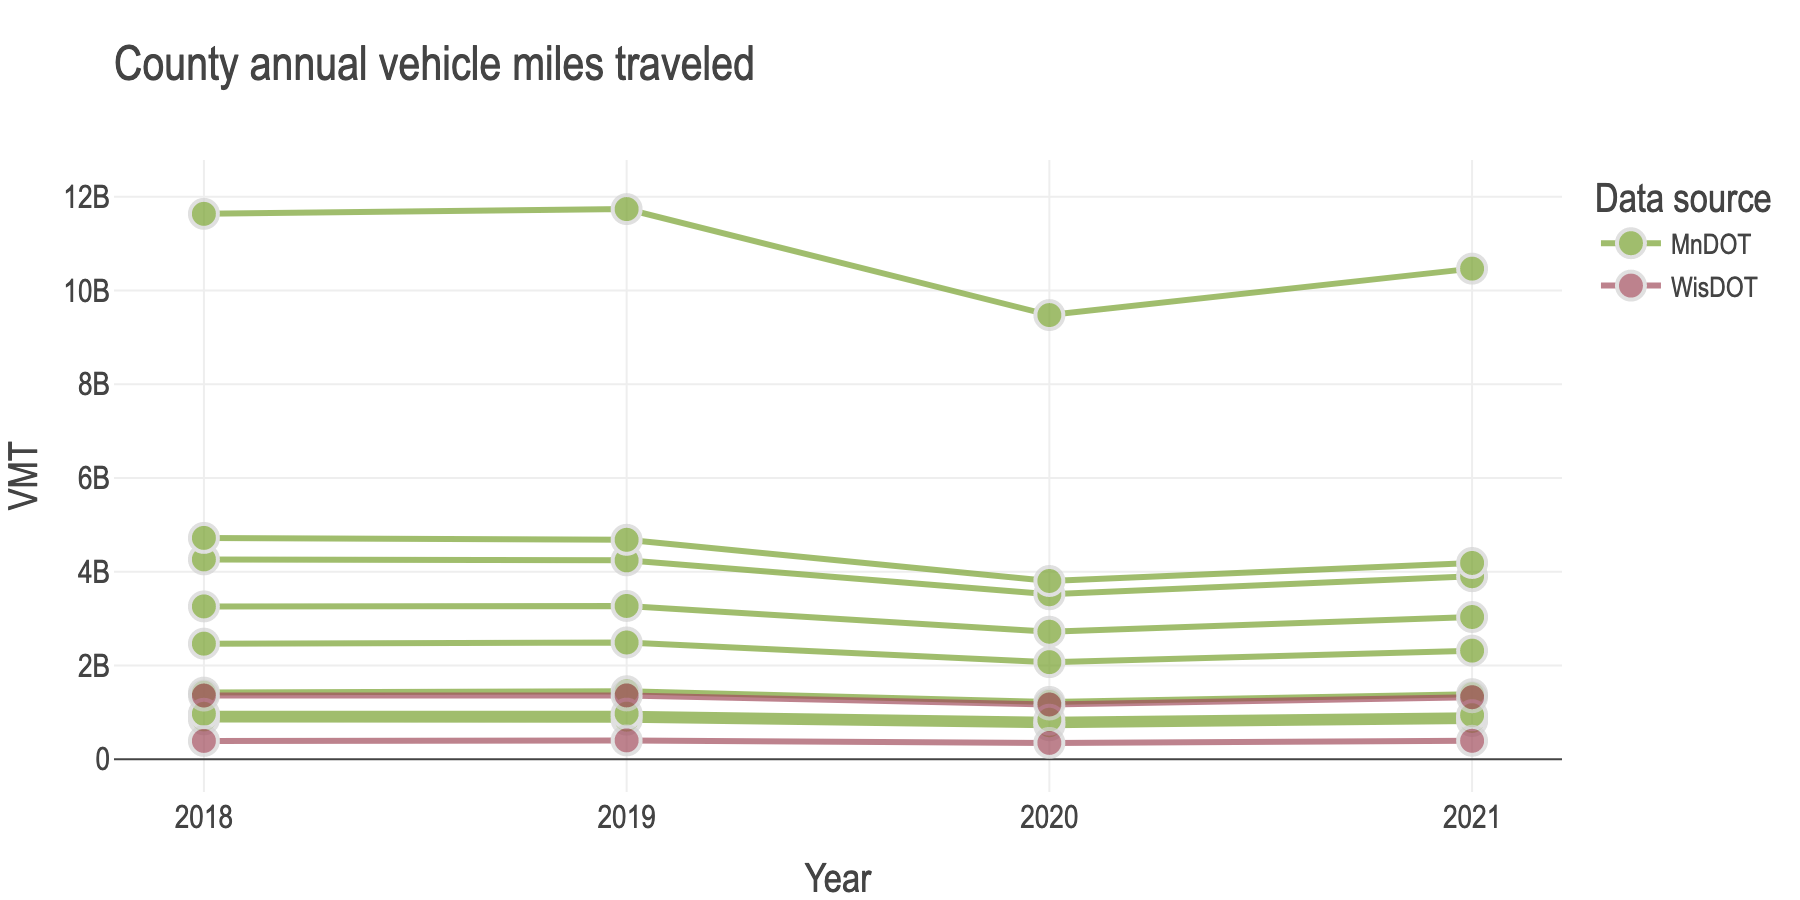 County annual vehicle miles traveled
12B
10B
8B
6B
4B
2B
0
VMT
2018 2019 2020 2021
Year
Data source
MnDOT
WisDOT